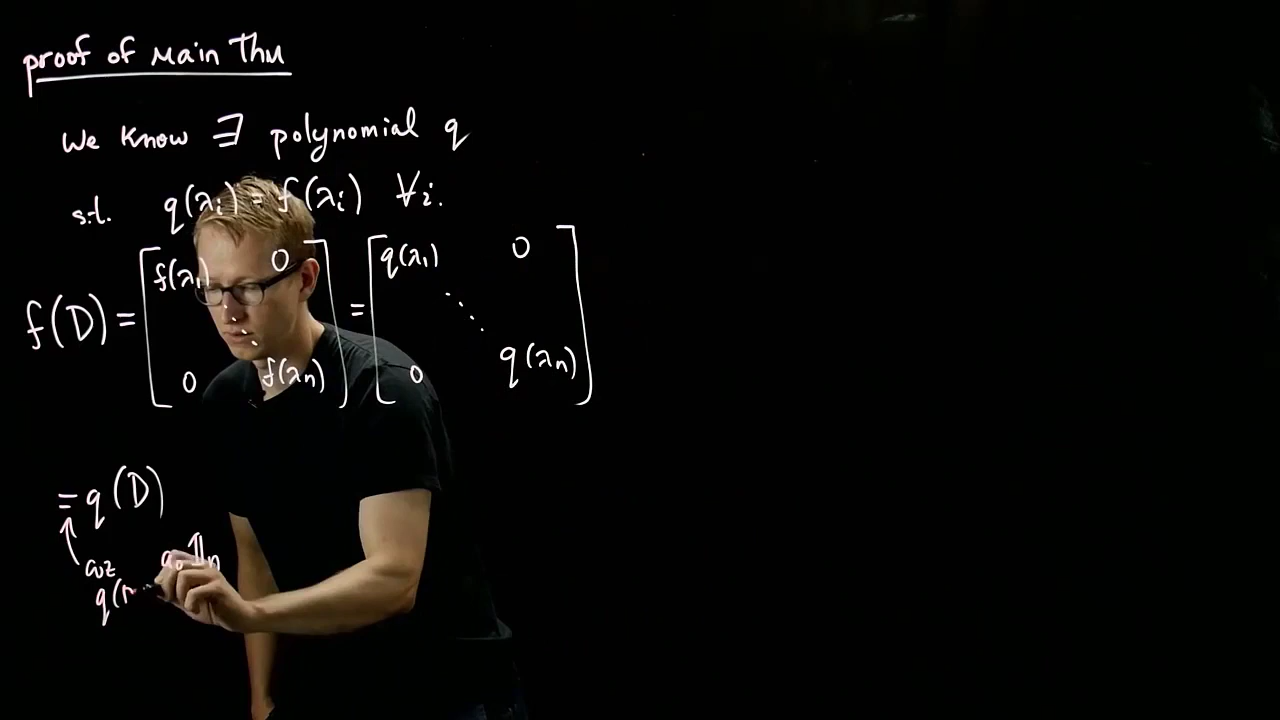 proof of Main Thm
We know ∃ polynomial q
s.t. q(λi) = f(λi) ∀i.
f(D) = [f(λ1) 0 ⋱ 0 f(λn)] = [q(λ1) 0 ⋱ 0 q(λn)]
= q(D)
↑
cuz a₀ 𝟙n
q(